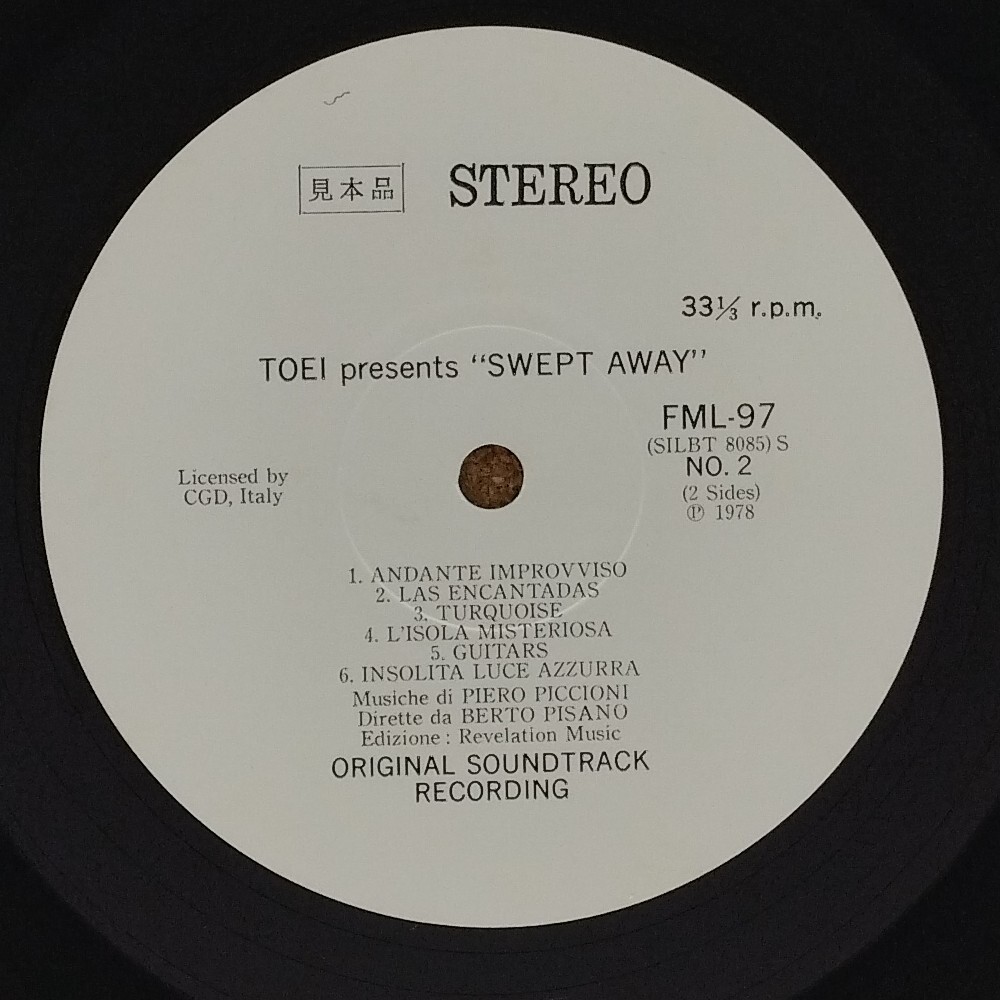 見本品 STEREO
33⅓ r.p.m.
TOEI presents “SWEPT AWAY”
FML-97
(SILBT 8085) S
NO. 2
(2 Sides)
℗ 1978
Licensed by
CGD, Italy
1. ANDANTE IMPROVVISO
2. LAS ENCANTADAS
3. TURQUOISE
4. L'ISOLA MISTERIOSA
5. GUITARS
6. INSOLITA LUCE AZZURRA
Musiche di PIERO PICCIONI
Dirette da BERTO PISANO
Edizione : Revelation Music
ORIGINAL SOUNDTRACK
RECORDING